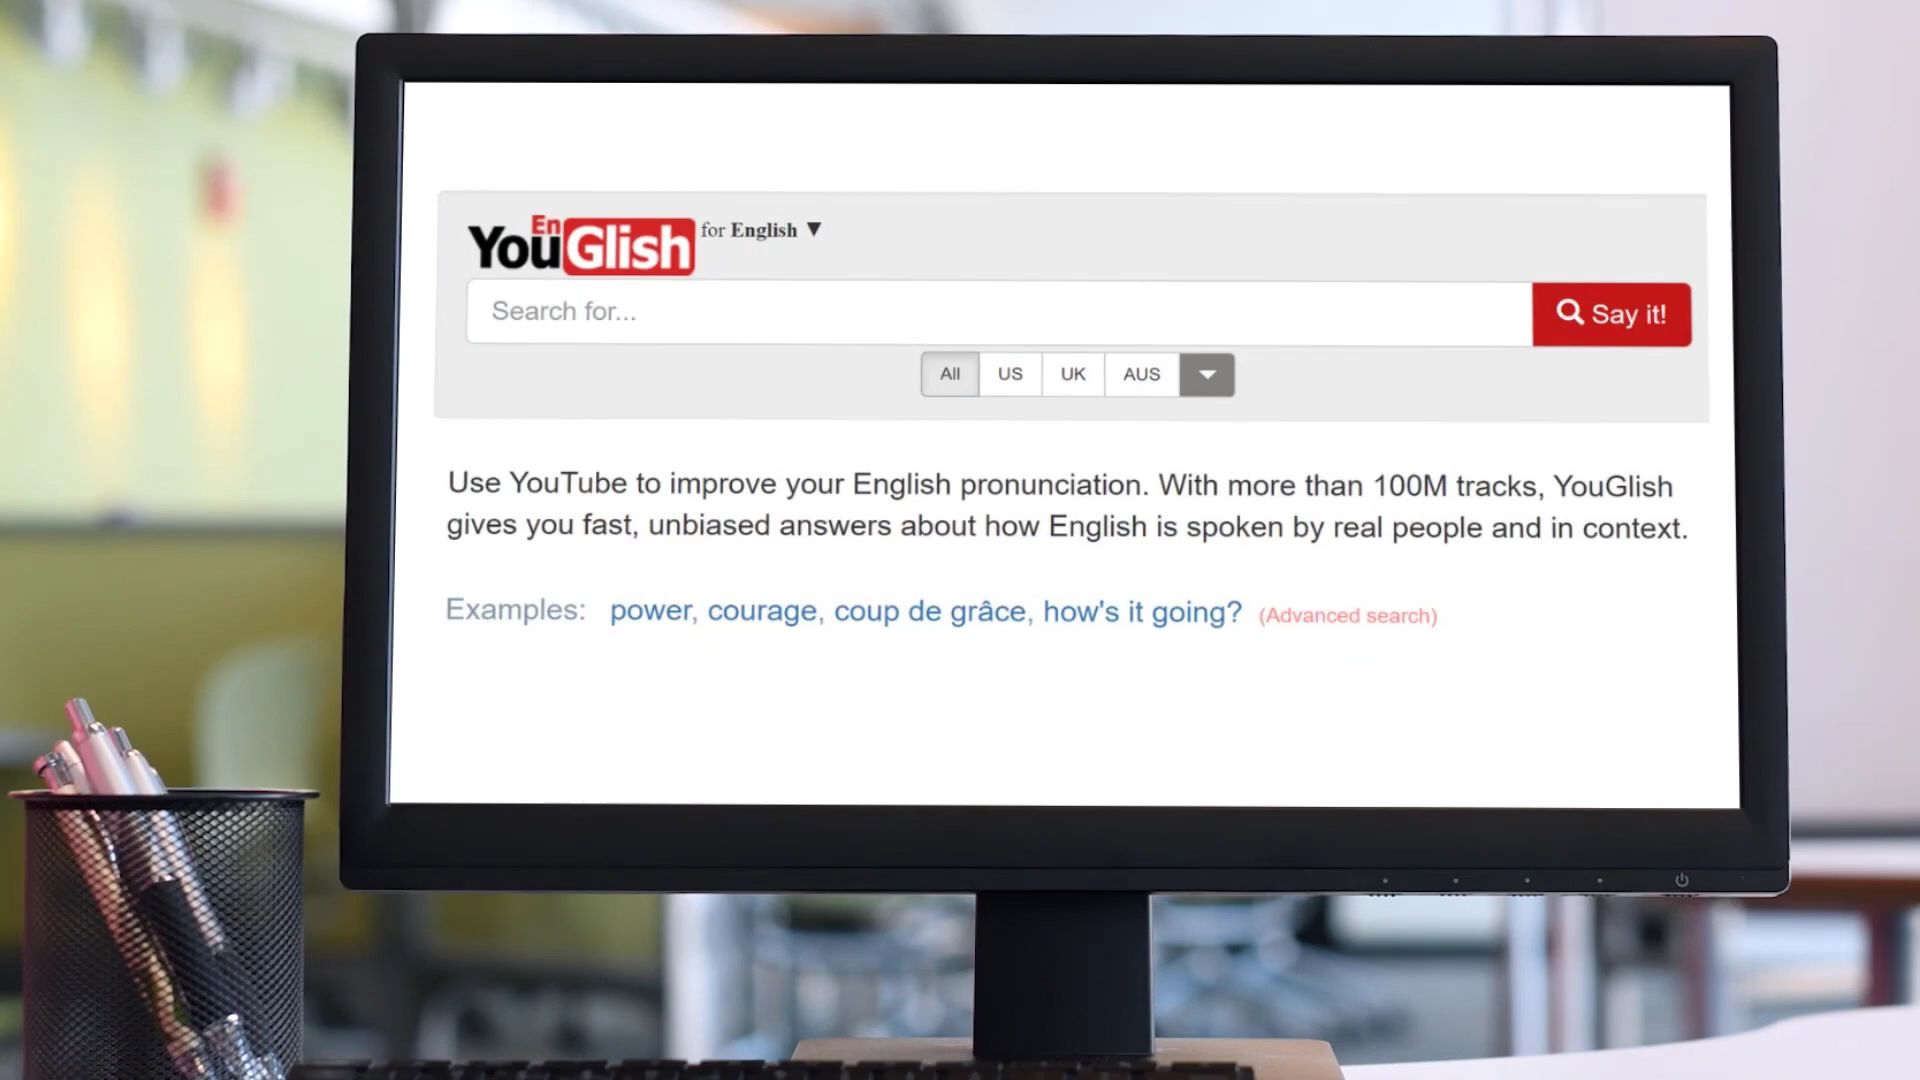 YouEnGlish for English ▼
Search for...
Say it!
All US UK AUS
Use YouTube to improve your English pronunciation. With more than 100M tracks, YouGlish
gives you fast, unbiased answers about how English is spoken by real people and in context.
Examples: power, courage, coup de grâce, how's it going? (Advanced search)